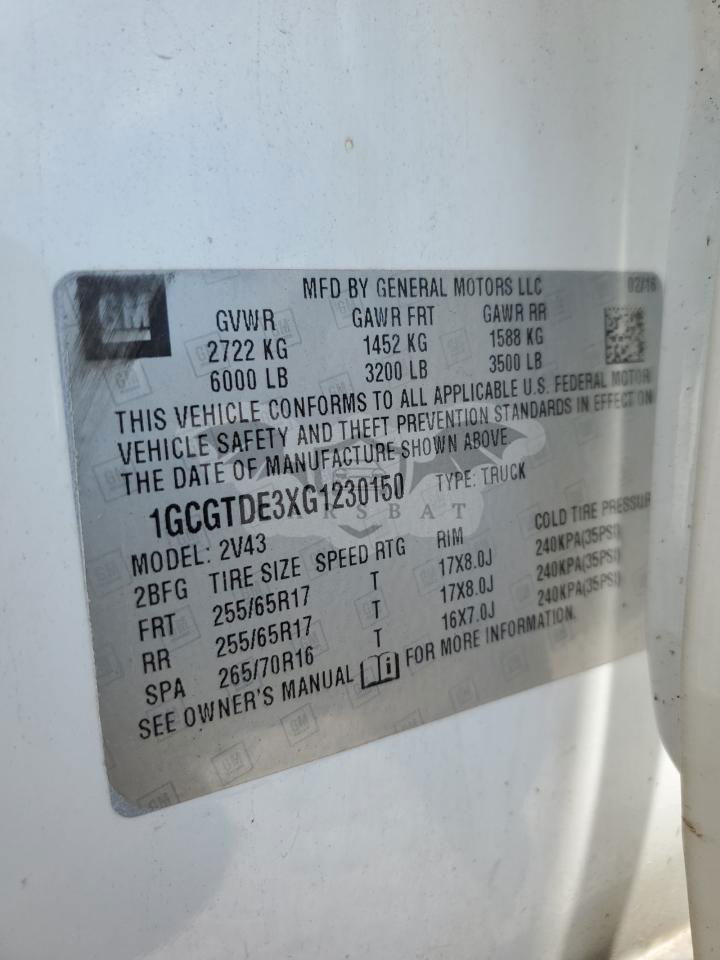 GM
MFD BY GENERAL MOTORS LLC 02/16
GVWR GAWR FRT GAWR RR
2722 KG 1452 KG 1588 KG
6000 LB 3200 LB 3500 LB
THIS VEHICLE CONFORMS TO ALL APPLICABLE U.S. FEDERAL MOTOR
VEHICLE SAFETY AND THEFT PREVENTION STANDARDS IN EFFECT ON
THE DATE OF MANUFACTURE SHOWN ABOVE
1GCGTDE3XG1230150 TYPE: TRUCK
CARSBAT
MODEL: 2V43
2BFG TIRE SIZE SPEED RTG RIM COLD TIRE PRESSUR
FRT 255/65R17 T 17X8.0J 240KPA(35PSI)
RR 255/65R17 T 17X8.0J 240KPA(35PSI)
SPA 265/70R16 T 16X7.0J 240KPA(35PSI)
SEE OWNER'S MANUAL FOR MORE INFORMATION.